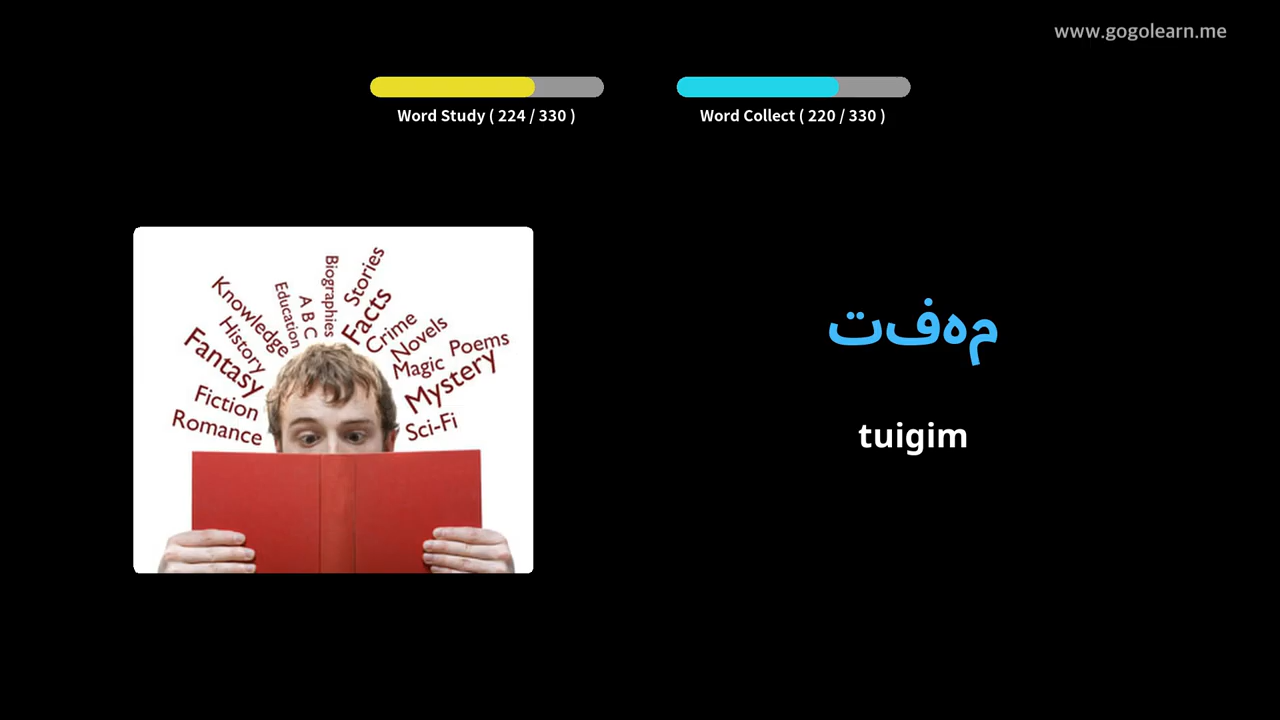 www.gogolearn.me
Word Study ( 224 / 330 )
Word Collect ( 220 / 330 )
Biographies
Stories
Education
A B C
Facts
Knowledge
Crime
History
Novels
Fantasy
Magic
Poems
Mystery
Fiction
Romance
Sci-Fi
مهفت
tuigim